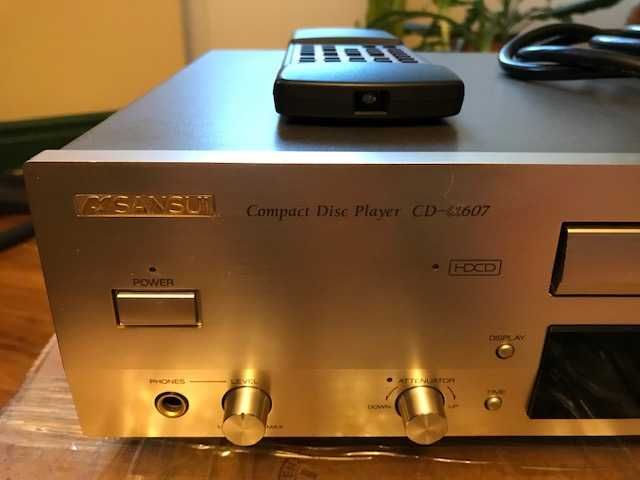 α SANSUI
Compact Disc Player CD-α607
HDCD
POWER
DISPLAY
PHONES
LEVEL
ATTENUATOR
TIME
DOWN
UP
MAX